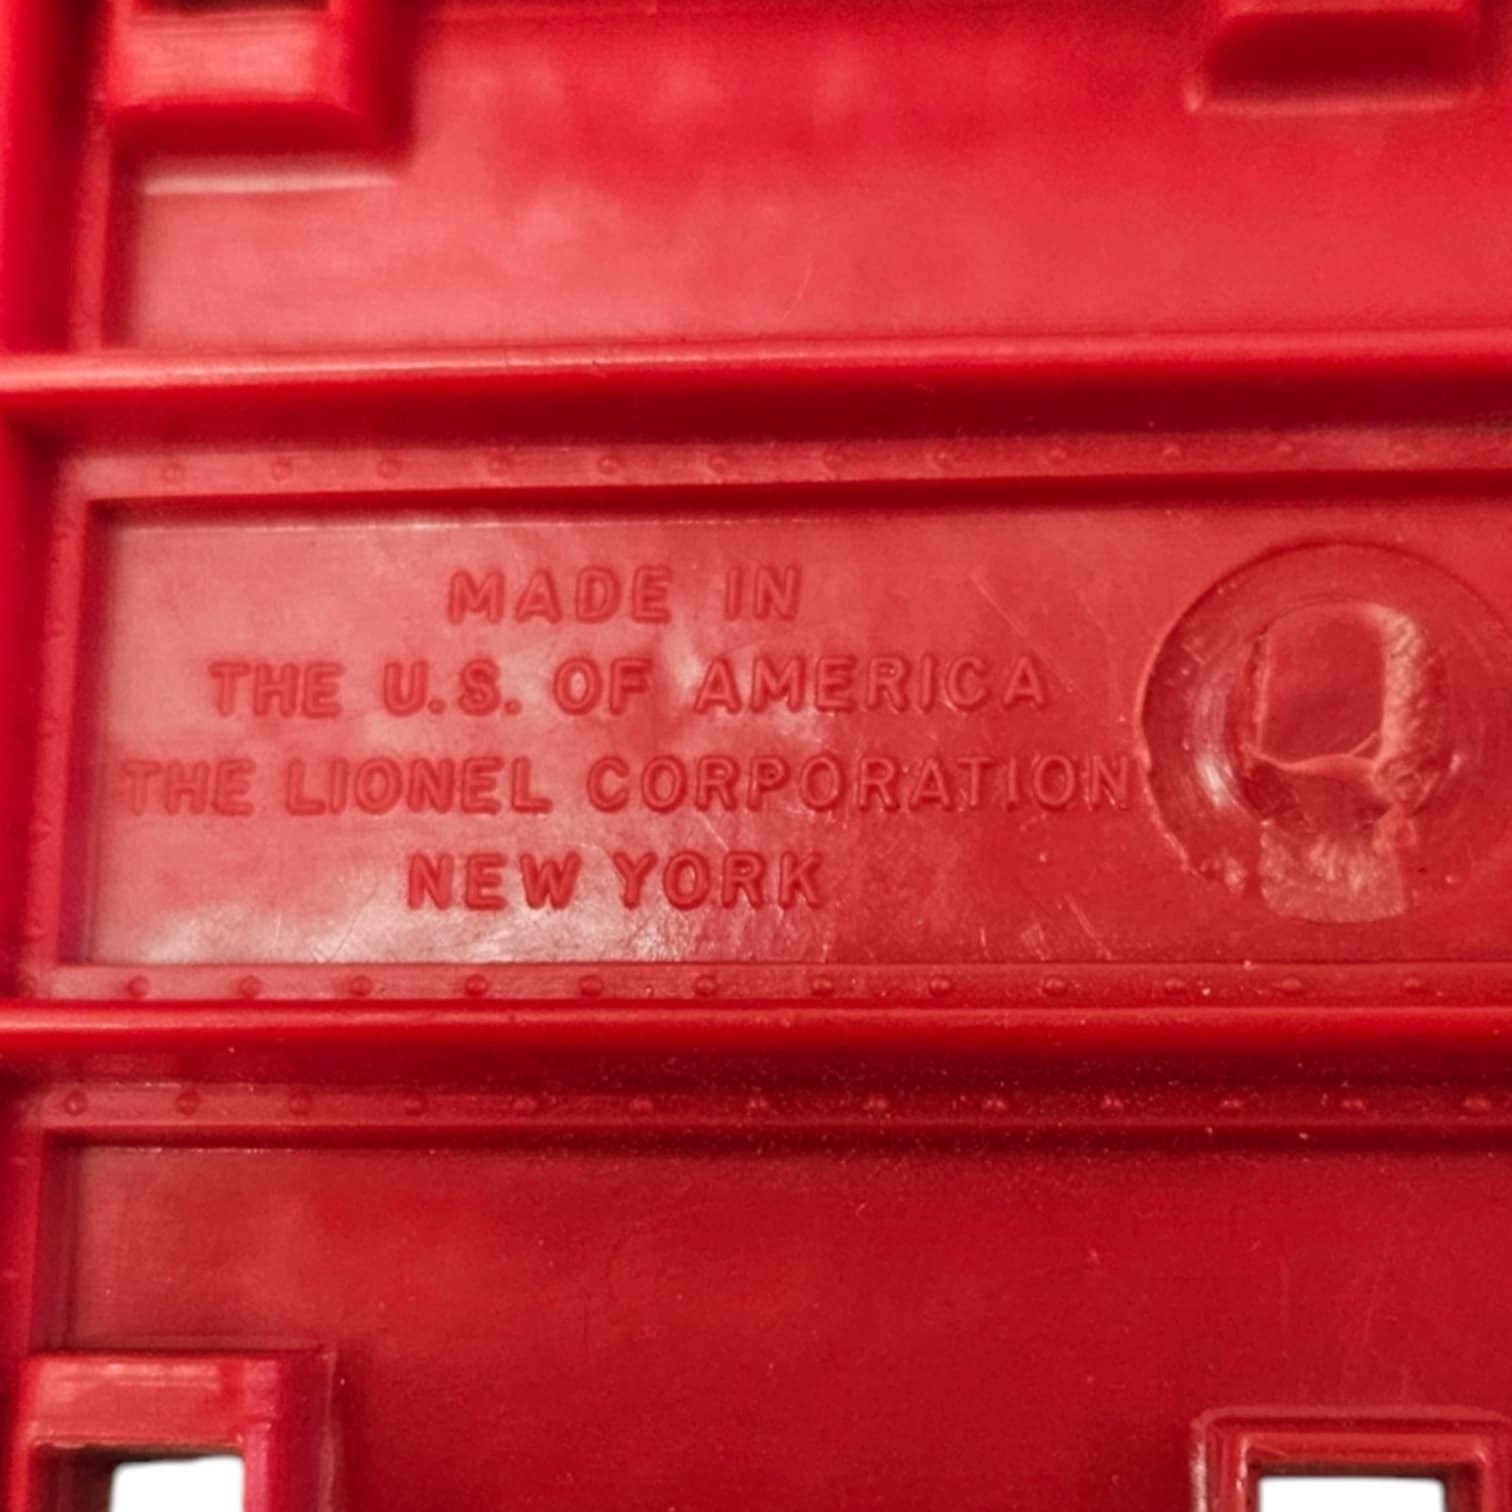 MADE IN
THE U.S. OF AMERICA
THE LIONEL CORPORATION
NEW YORK